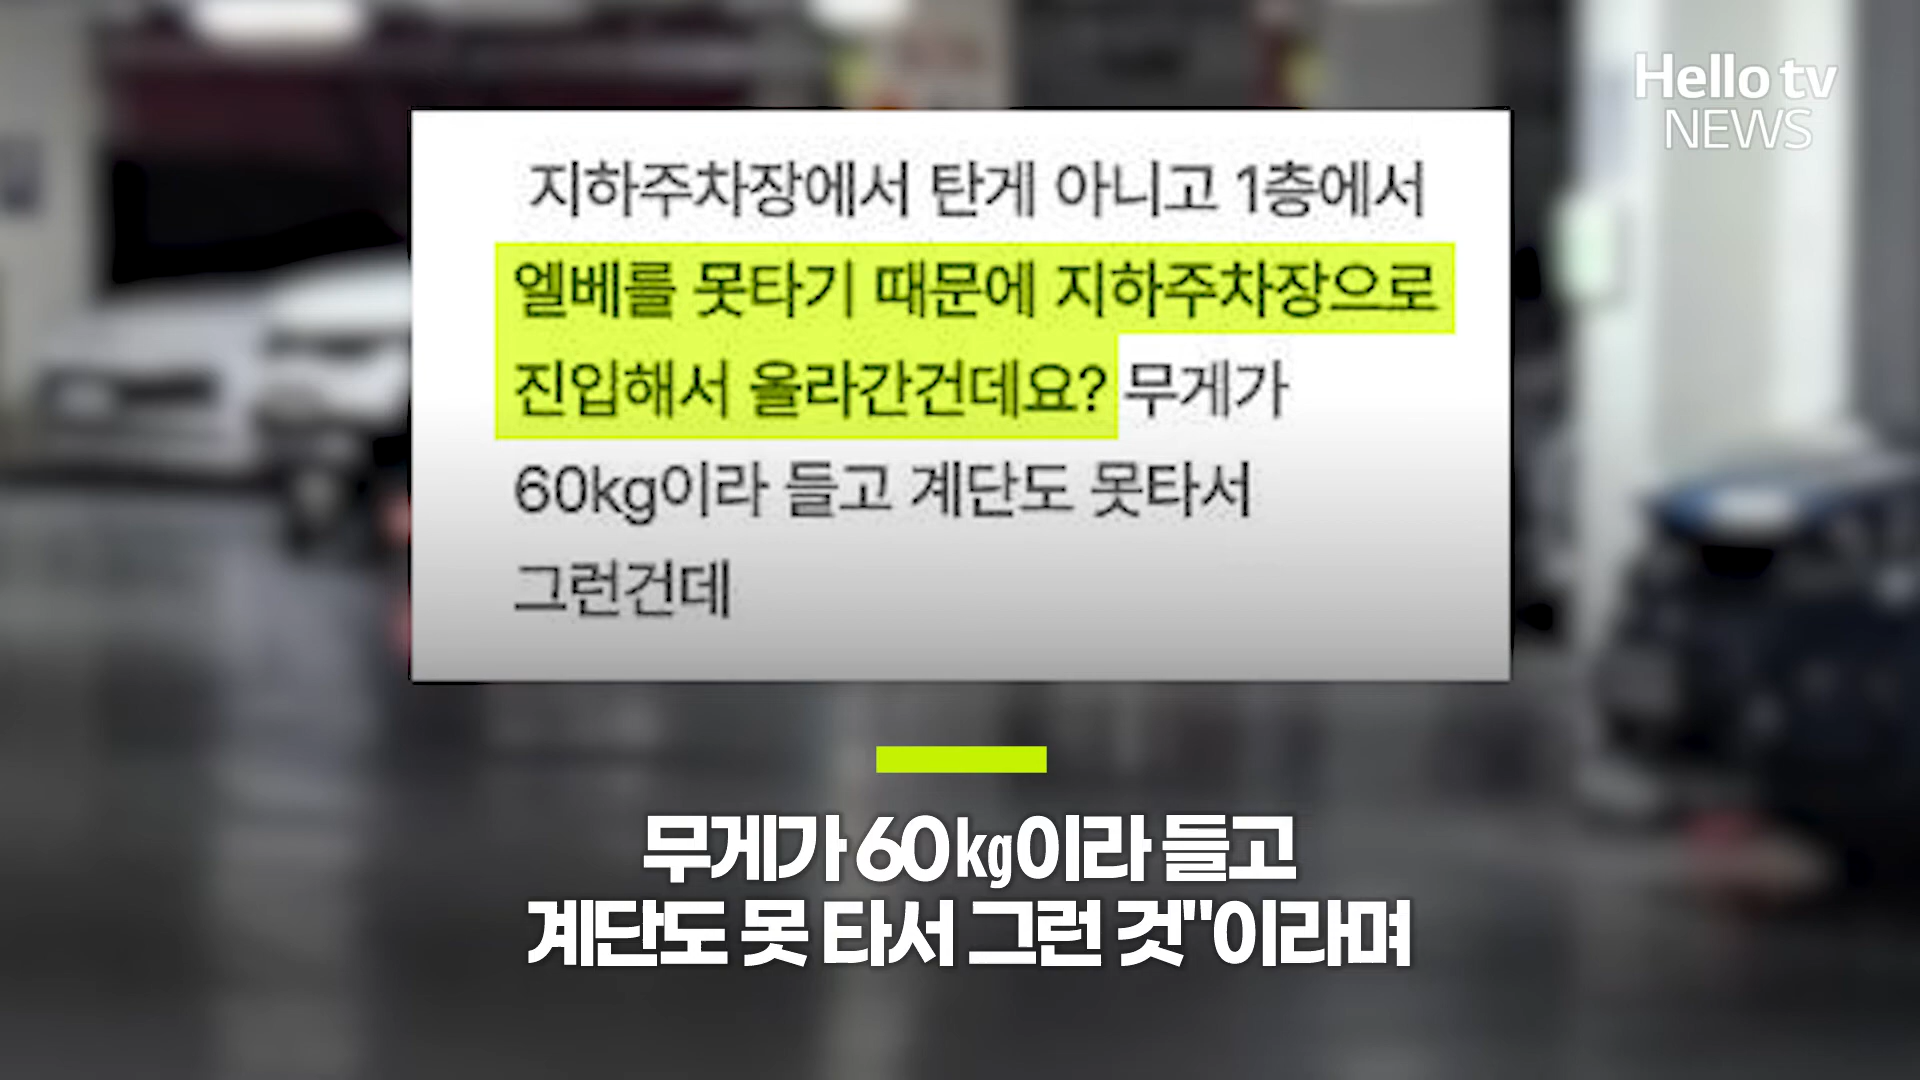 Hello tv
NEWS
지하주차장에서 탄게 아니고 1층에서
엘베를 못타기 때문에 지하주차장으로
진입해서 올라간건데요? 무게가
60kg이라 들고 계단도 못타서
그런건데
무게가 60㎏이라 들고
계단도 못 타서 그런 것"이라며